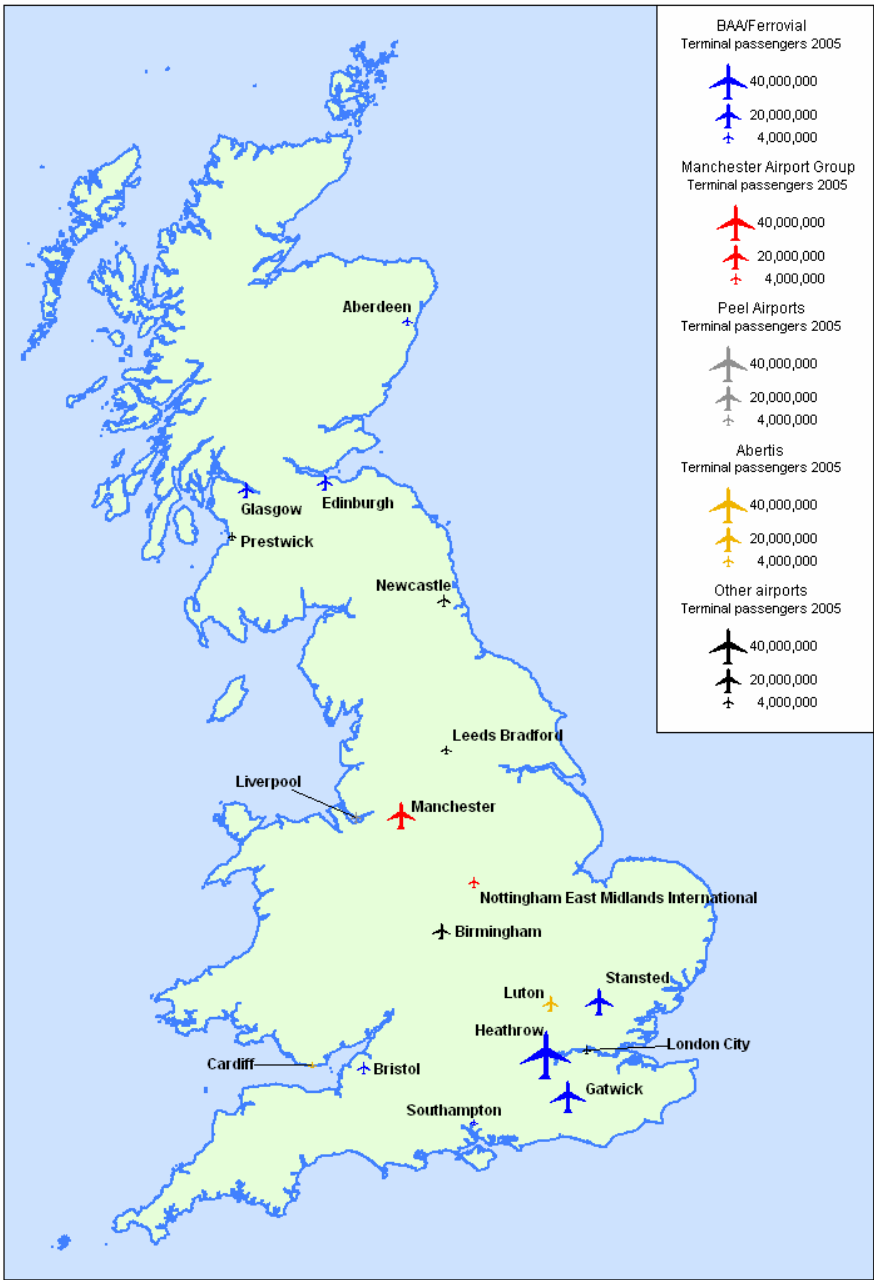 BAA/Ferrovial
Terminal passengers 2005
40,000,000
20,000,000
4,000,000
Manchester Airport Group
Terminal passengers 2005
40,000,000
20,000,000
4,000,000
Peel Airports
Terminal passengers 2005
40,000,000
20,000,000
4,000,000
Abertis
Terminal passengers 2005
40,000,000
20,000,000
4,000,000
Other airports
Terminal passengers 2005
40,000,000
20,000,000
4,000,000
Aberdeen
Glasgow
Edinburgh
Prestwick
Newcastle
Leeds Bradford
Liverpool
Manchester
Nottingham East Midlands International
Birmingham
Stansted
Luton
Heathrow
London City
Cardiff
Bristol
Gatwick
Southampton